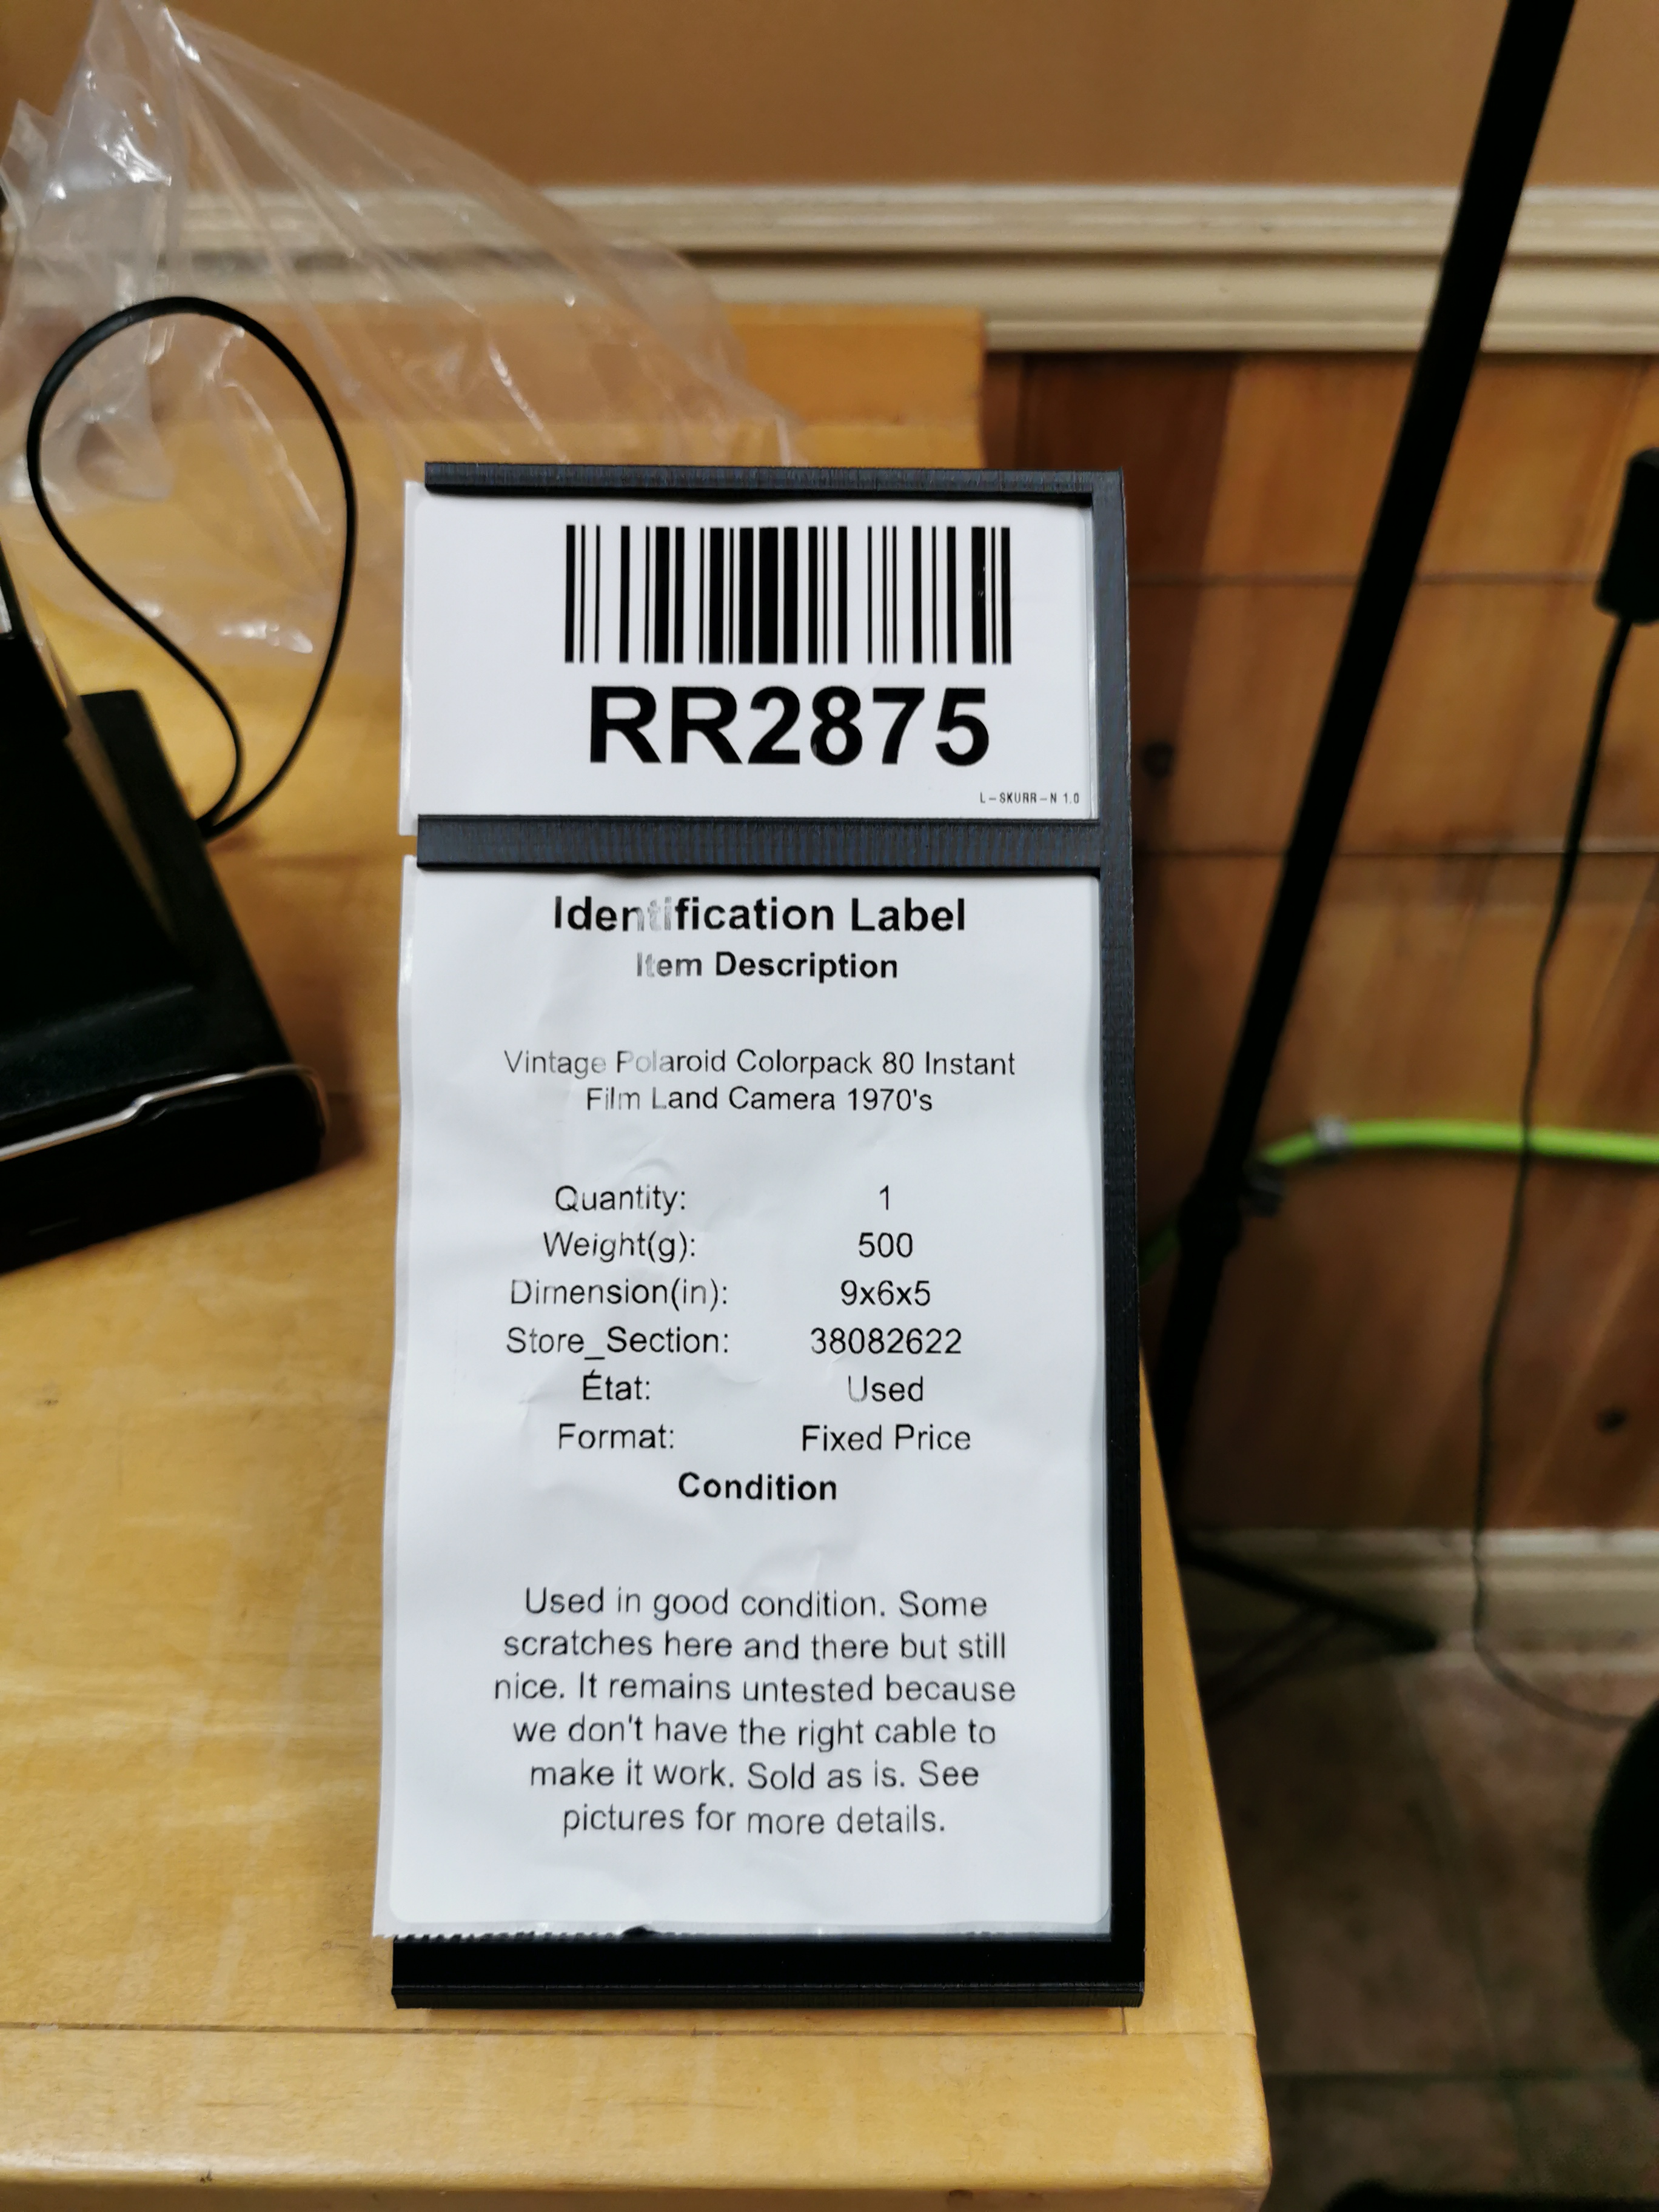 RR2875
L-SKURR-N 1.0
Identification Label
Item Description
Vintage Polaroid Colorpack 80 Instant
Film Land Camera 1970's
Quantity: 1
Weight(g): 500
Dimension(in): 9x6x5
Store_Section: 38082622
État: Used
Format: Fixed Price
Condition
Used in good condition. Some
scratches here and there but still
nice. It remains untested because
we don't have the right cable to
make it work. Sold as is. See
pictures for more details.